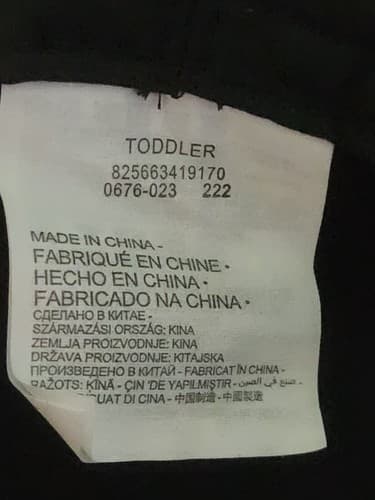 TODDLER
825663419170
0676-023 222
MADE IN CHINA -
FABRIQUÉ EN CHINE -
HECHO EN CHINA -
FABRICADO NA CHINA -
СДЕЛАНО В КИТАЕ -
SZÁRMAZÁSI ORSZÁG: KINA
ZEMLJA PROIZVODNJE: KINA
DRŽAVA PROIZVODNJE: KITAJSKA
ПРОИЗВЕДЕНО В КИТАЙ - FABRICAT ÎN CHINA -
RAŽOTS: ĶĪNĀ - ÇIN 'DE YAPILMIŞTIR - صنع في الصين -
DI CINA - 中国制造 - 中國製造